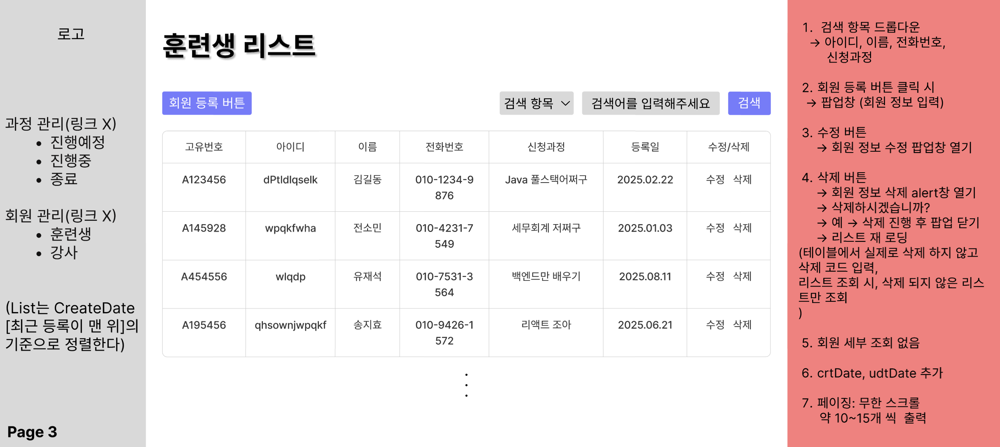 로고
과정 관리(링크 X)
• 진행예정
• 진행중
• 종료
회원 관리(링크 X)
• 훈련생
• 강사
(List는 CreateDate
[최근 등록이 맨 위]의
기준으로 정렬한다)
Page 3
훈련생 리스트
회원 등록 버튼
검색 항목
검색어를 입력해주세요
검색
고유번호 아이디 이름 전화번호 신청과정 등록일 수정/삭제
A123456 dPtldlqselk 김길동 010-1234-9 Java 풀스택어쩌구 2025.02.22 수정 삭제
876
A145928 wpqkfwha 전소민 010-4231-7 세무회계 저쩌구 2025.01.03 수정 삭제
549
A454556 wlqdp 유재석 010-7531-3 백엔드만 배우기 2025.08.11 수정 삭제
564
A195456 qhsownjwpqkf 송지효 010-9426-1 리액트 조아 2025.06.21 수정 삭제
572
1. 검색 항목 드롭다운
→ 아이디, 이름, 전화번호,
신청과정
2. 회원 등록 버튼 클릭 시
→ 팝업창 (회원 정보 입력)
3. 수정 버튼
→ 회원 정보 수정 팝업창 열기
4. 삭제 버튼
→ 회원 정보 삭제 alert창 열기
→ 삭제하시겠습니까?
→ 예 → 삭제 진행 후 팝업 닫기
→ 리스트 재 로딩
(테이블에서 실제로 삭제 하지 않고
삭제 코드 입력,
리스트 조회 시, 삭제 되지 않은 리스
트만 조회
)
5. 회원 세부 조회 없음
6. crtDate, udtDate 추가
7. 페이징: 무한 스크롤
약 10~15개 씩 출력